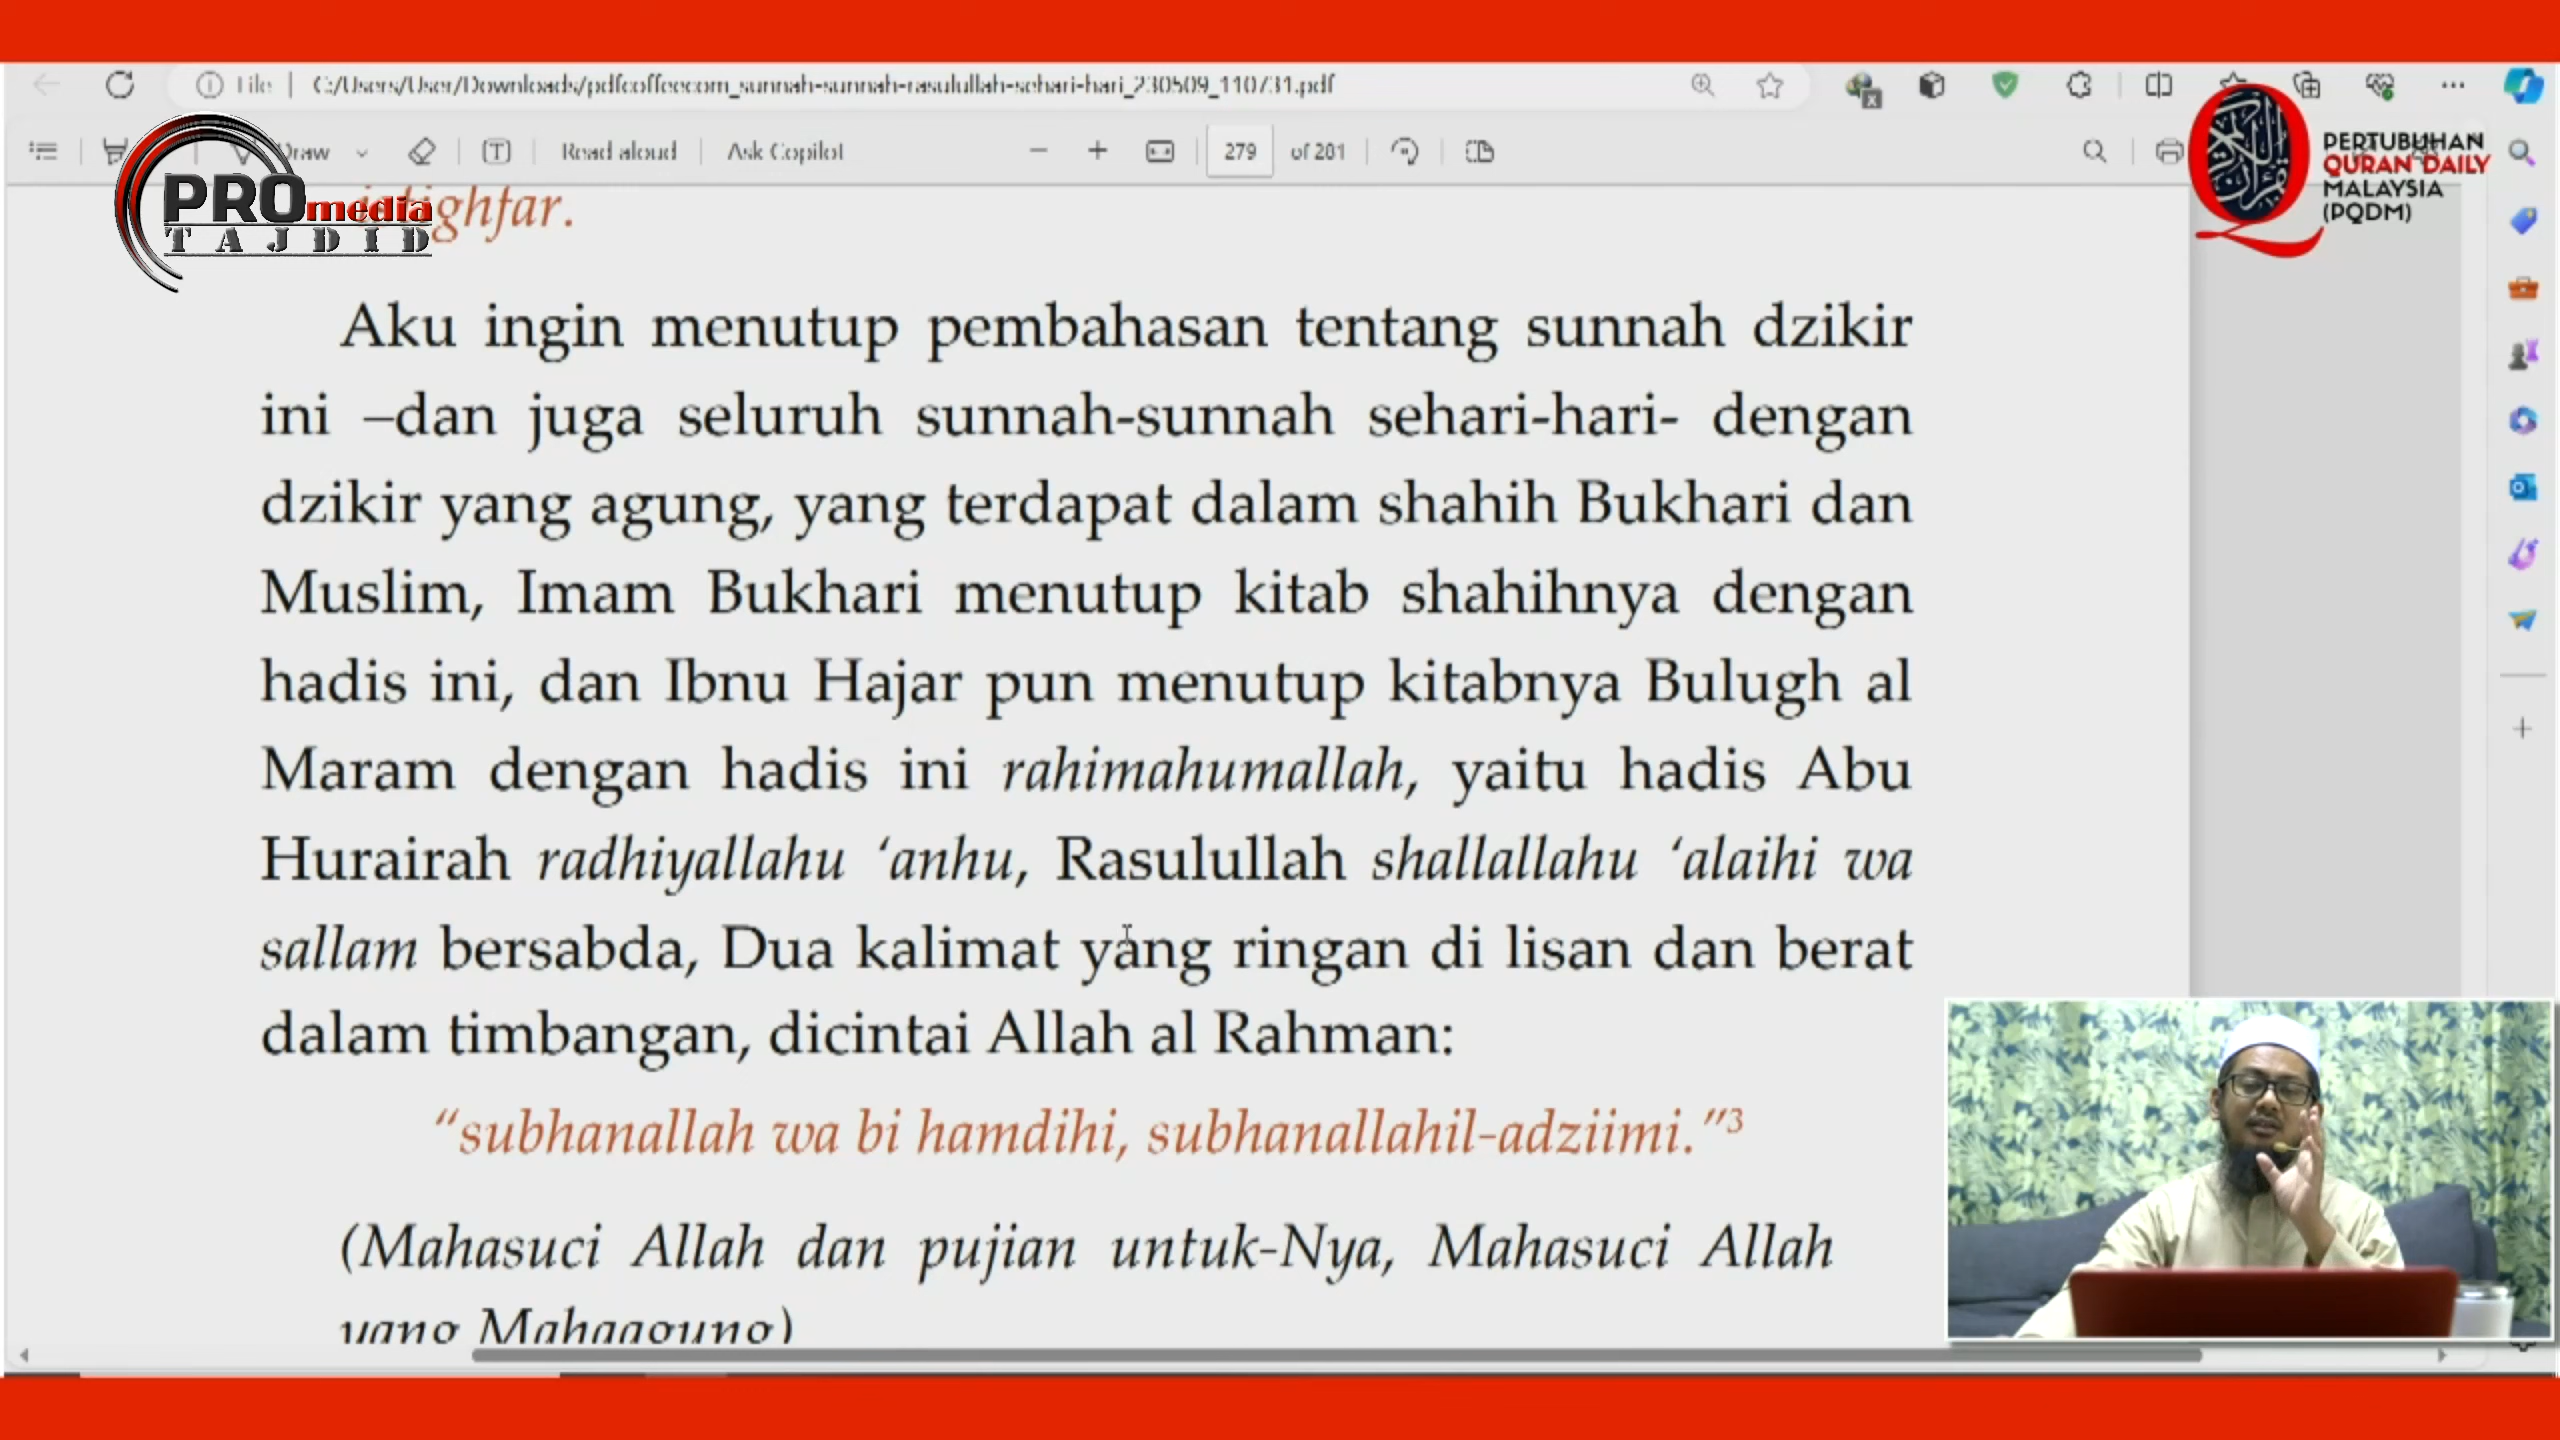 File | C:/Users/User/Downloads/pdfcoffeecom_sunnah-sunnah-rasulullah-sehari-hari_230509_110731.pdf
Draw Read aloud Ask Copilot 279 of 281
PROmedia
TAJDID
PERTUBUHAN
QURAN DAILY
MALAYSIA
(PQDM)
istighfar.
Aku ingin menutup pembahasan tentang sunnah dzikir
ini –dan juga seluruh sunnah-sunnah sehari-hari- dengan
dzikir yang agung, yang terdapat dalam shahih Bukhari dan
Muslim, Imam Bukhari menutup kitab shahihnya dengan
hadis ini, dan Ibnu Hajar pun menutup kitabnya Bulugh al
Maram dengan hadis ini rahimahumallah, yaitu hadis Abu
Hurairah radhiyallahu ‘anhu, Rasulullah shallallahu ‘alaihi wa
sallam bersabda, Dua kalimat yang ringan di lisan dan berat
dalam timbangan, dicintai Allah al Rahman:
“subhanallah wa bi hamdihi, subhanallahil-adziimi.”3
(Mahasuci Allah dan pujian untuk-Nya, Mahasuci Allah
yang Mahaagung)